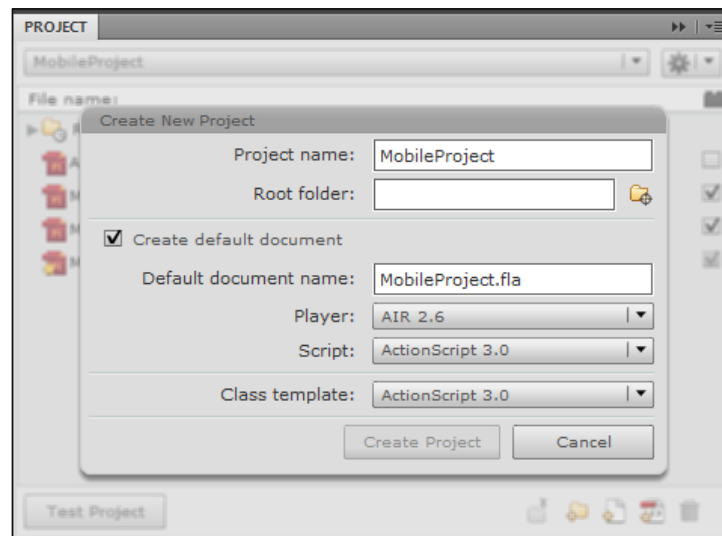 PROJECT
MobileProject
File name:
Create New Project
Project name: MobileProject
Root folder:
Create default document
Default document name: MobileProject.fla
Player: AIR 2.6
Script: ActionScript 3.0
Class template: ActionScript 3.0
Create Project Cancel
Test Project